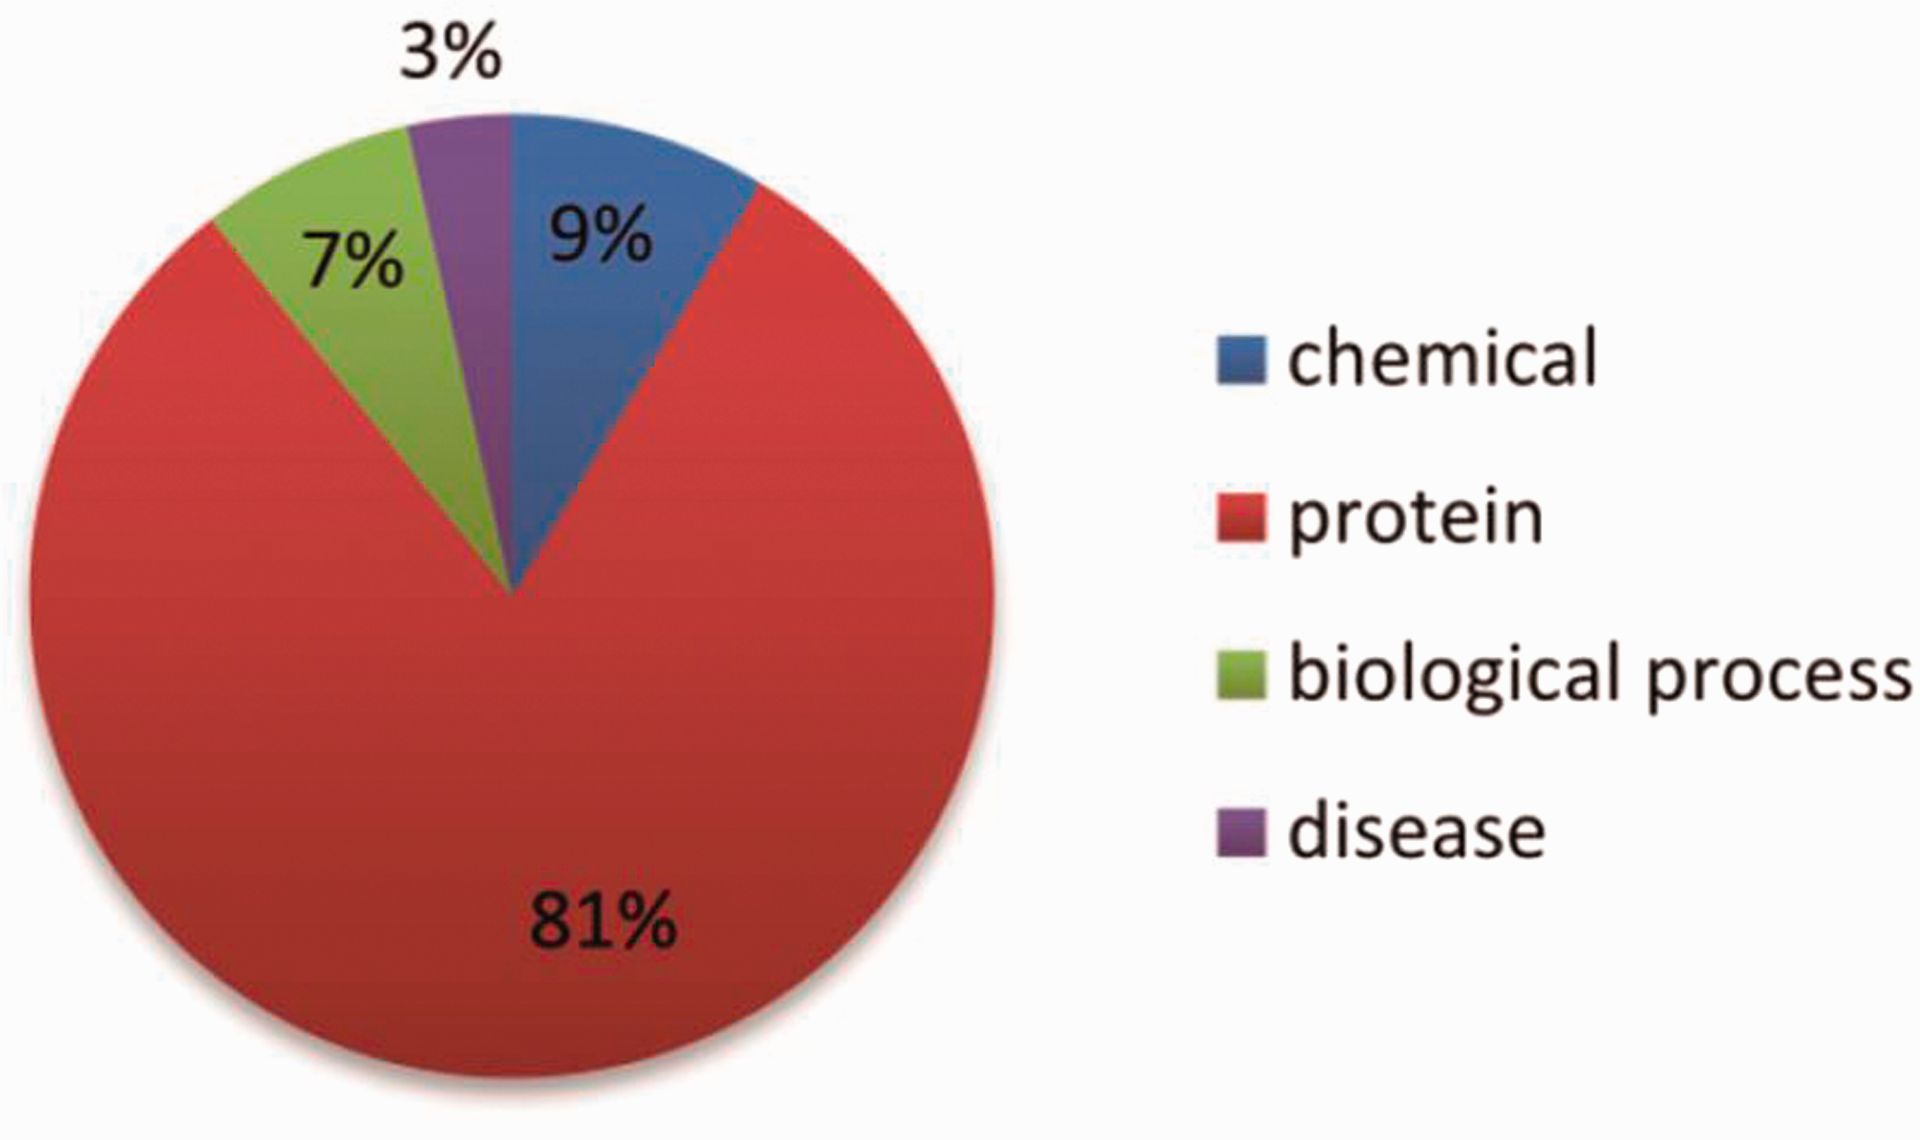 3%
9%
7%
81%
chemical
protein
biological process
disease